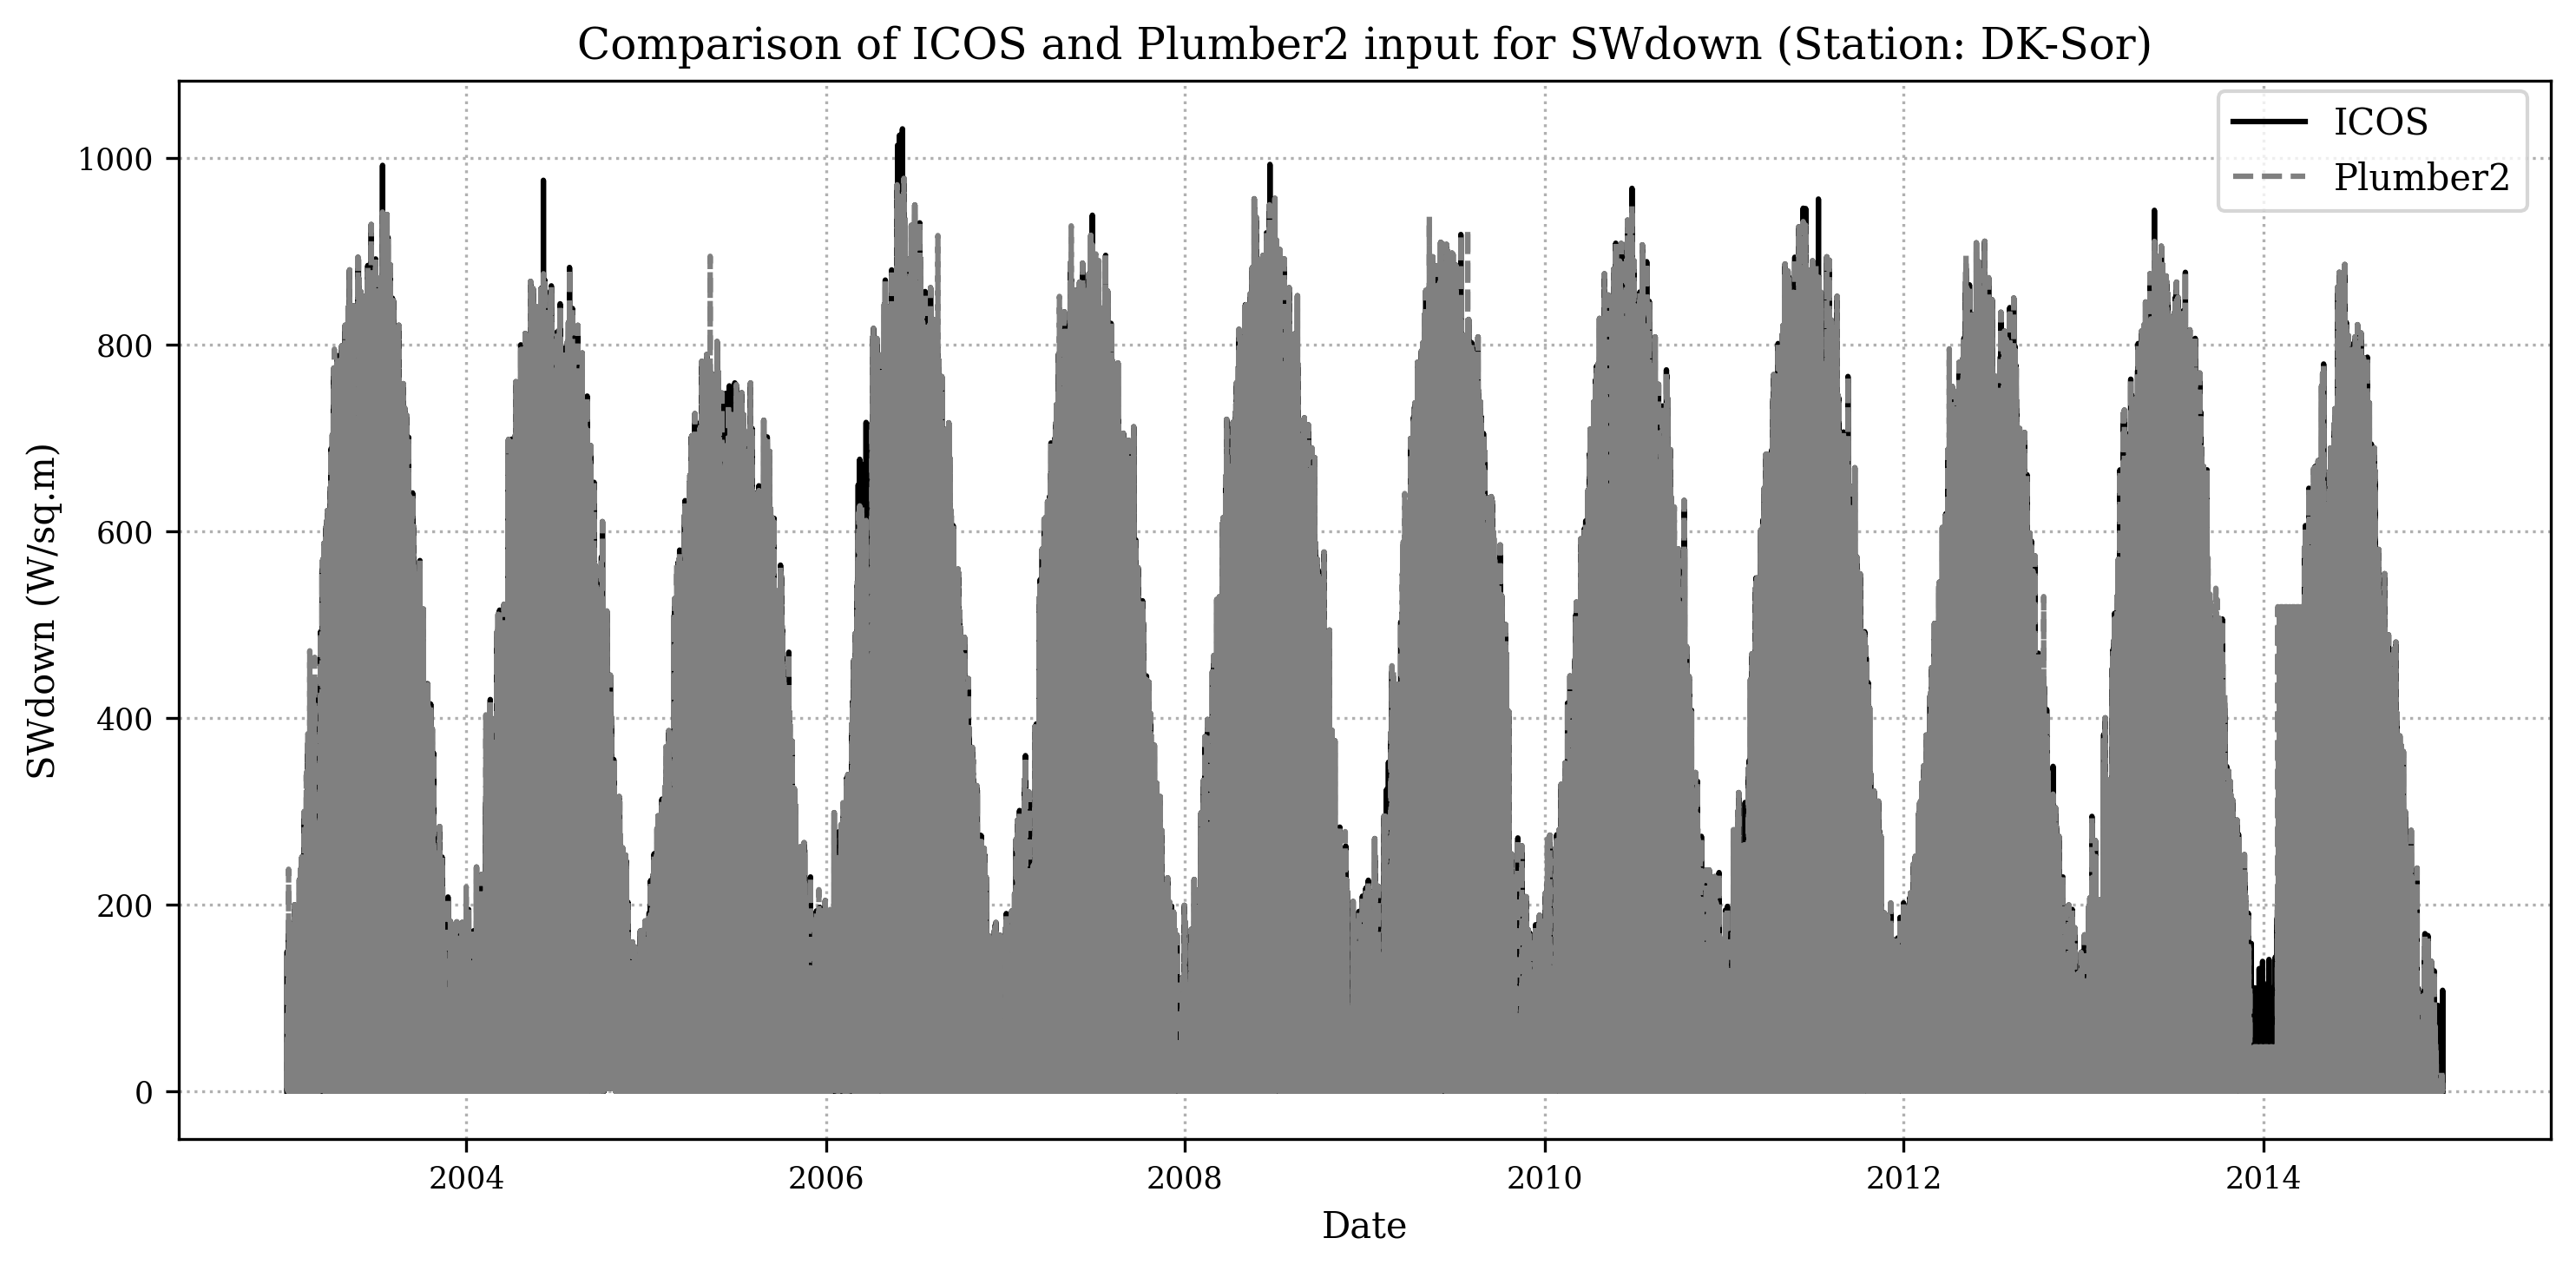 Comparison of ICOS and Plumber2 input for SWdown (Station: DK-Sor)
ICOS
Plumber2
SWdown (W/sq.m)
1000
800
600
400
200
0
2004 2006 2008 2010 2012 2014
Date